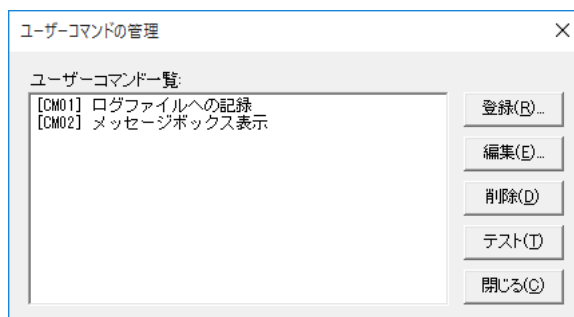 ユーザーコマンドの管理
ユーザーコマンド一覧:
[CM01] ログファイルへの記録
[CM02] メッセージボックス表示
登録(R)...
編集(E)...
削除(D)
テスト(T)
閉じる(C)